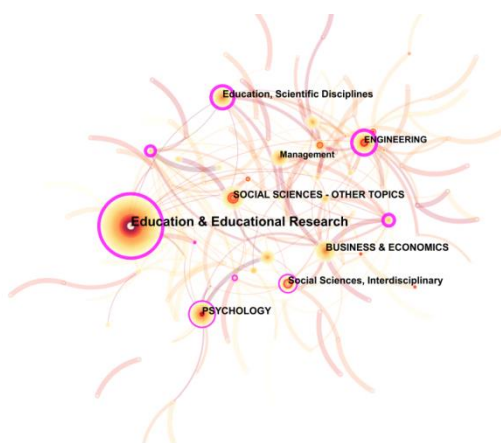 Education, Scientific Disciplines
ENGINEERING
Management
SOCIAL SCIENCES - OTHER TOPICS
Education & Educational Research
BUSINESS & ECONOMICS
Social Sciences, Interdisciplinary
PSYCHOLOGY